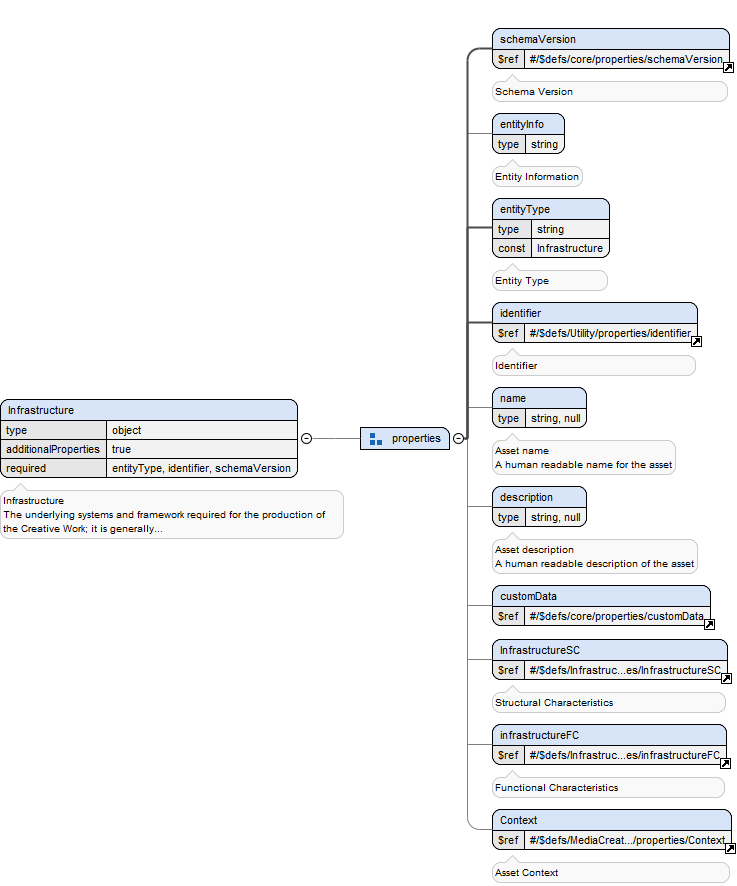 Infrastructure
type object
additionalProperties true
required entityType, identifier, schemaVersion
Infrastructure
The underlying systems and framework required for the production of
the Creative Work; it is generally...
properties
schemaVersion
$ref #/$defs/core/properties/schemaVersion
Schema Version
entityInfo
type string
Entity Information
entityType
type string
const Infrastructure
Entity Type
identifier
$ref #/$defs/Utility/properties/identifier
Identifier
name
type string, null
Asset name
A human readable name for the asset
description
type string, null
Asset description
A human readable description of the asset
customData
$ref #/$defs/core/properties/customData
InfrastructureSC
$ref #/$defs/Infrastruc...es/InfrastructureSC
Structural Characteristics
infrastructureFC
$ref #/$defs/Infrastruc...es/infrastructureFC
Functional Characteristics
Context
$ref #/$defs/MediaCreat.../properties/Context
Asset Context